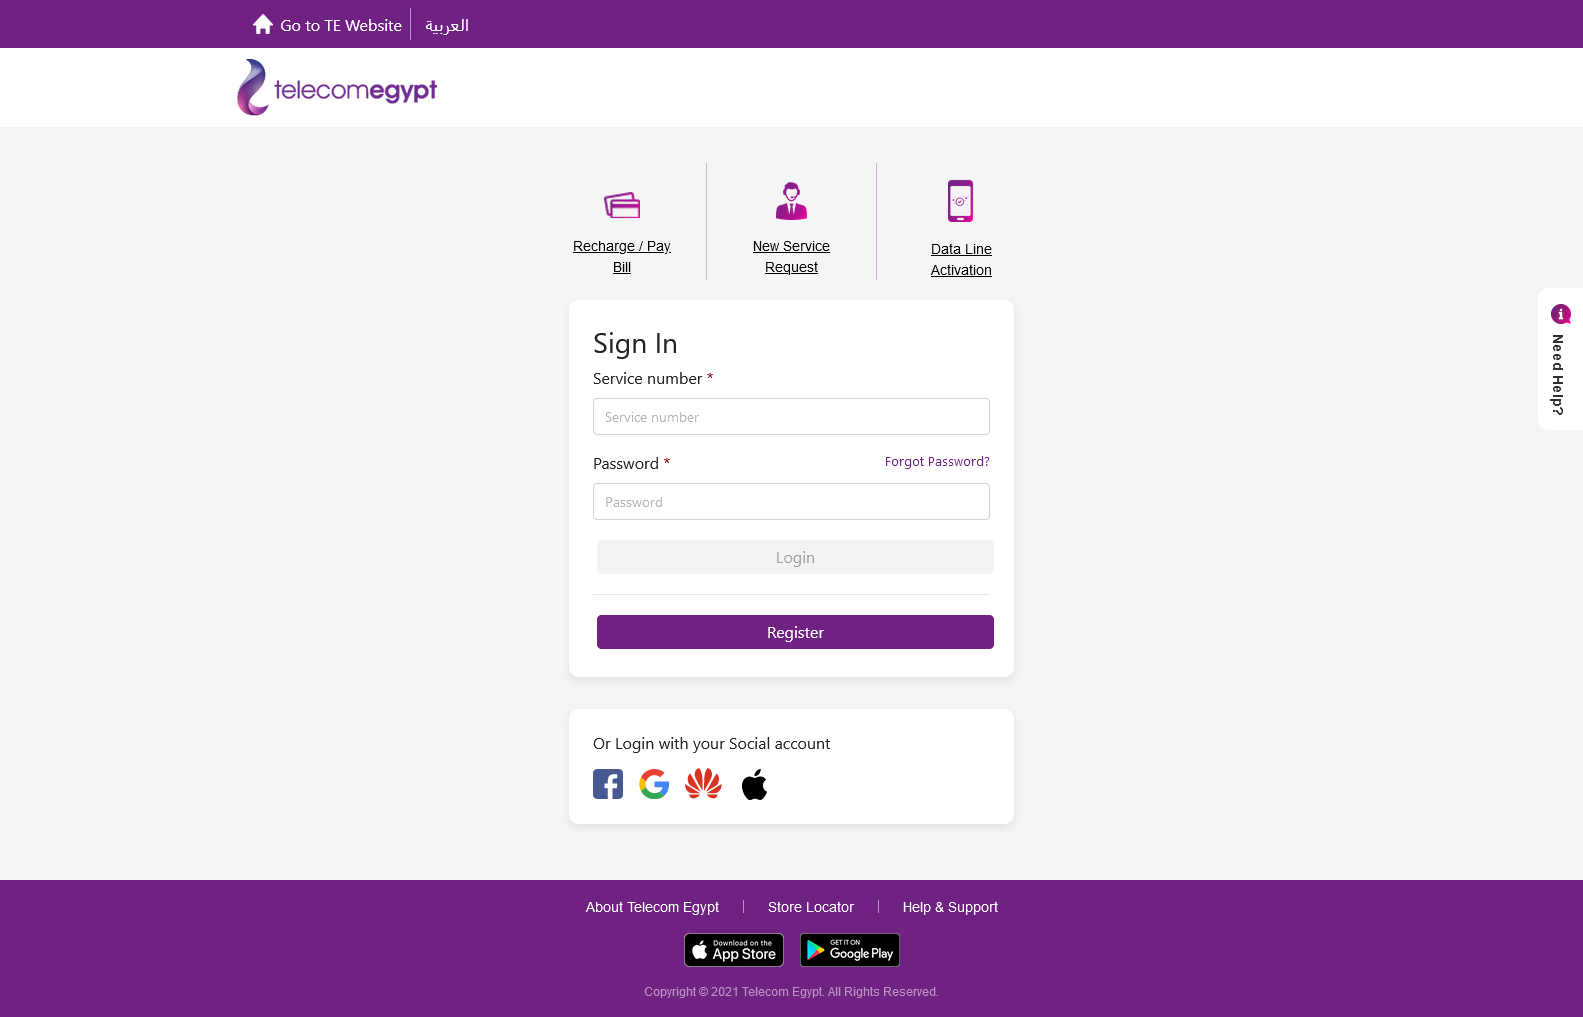 Go to TE Website
العربية
telecomegypt
Recharge / Pay
Bill
New Service
Request
Data Line
Activation
Need Help?
Sign In
Service number *
Service number
Password *
Forgot Password?
Password
Login
Register
Or Login with your Social account
About Telecom Egypt
Store Locator
Help & Support
Download on the
App Store
GET IT ON
Google Play
Copyright © 2021 Telecom Egypt. All Rights Reserved.